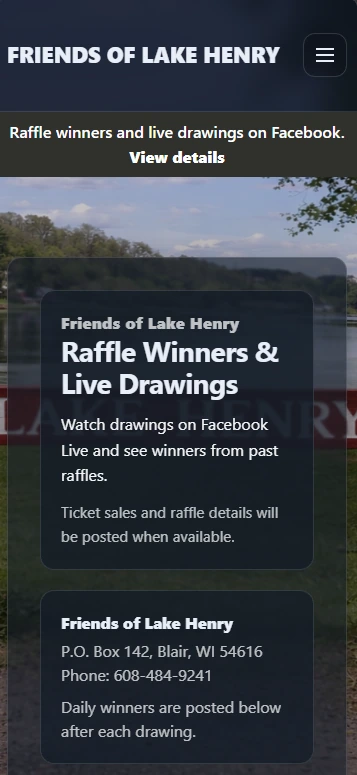 FRIENDS OF LAKE HENRY
Raffle winners and live drawings on Facebook.
View details
Friends of Lake Henry
Raffle Winners &
Live Drawings
Watch drawings on Facebook
Live and see winners from past
raffles.
LAKE HENRY
Ticket sales and raffle details will
be posted when available.
Friends of Lake Henry
P.O. Box 142, Blair, WI 54616
Phone: 608-484-9241
Daily winners are posted below
after each drawing.